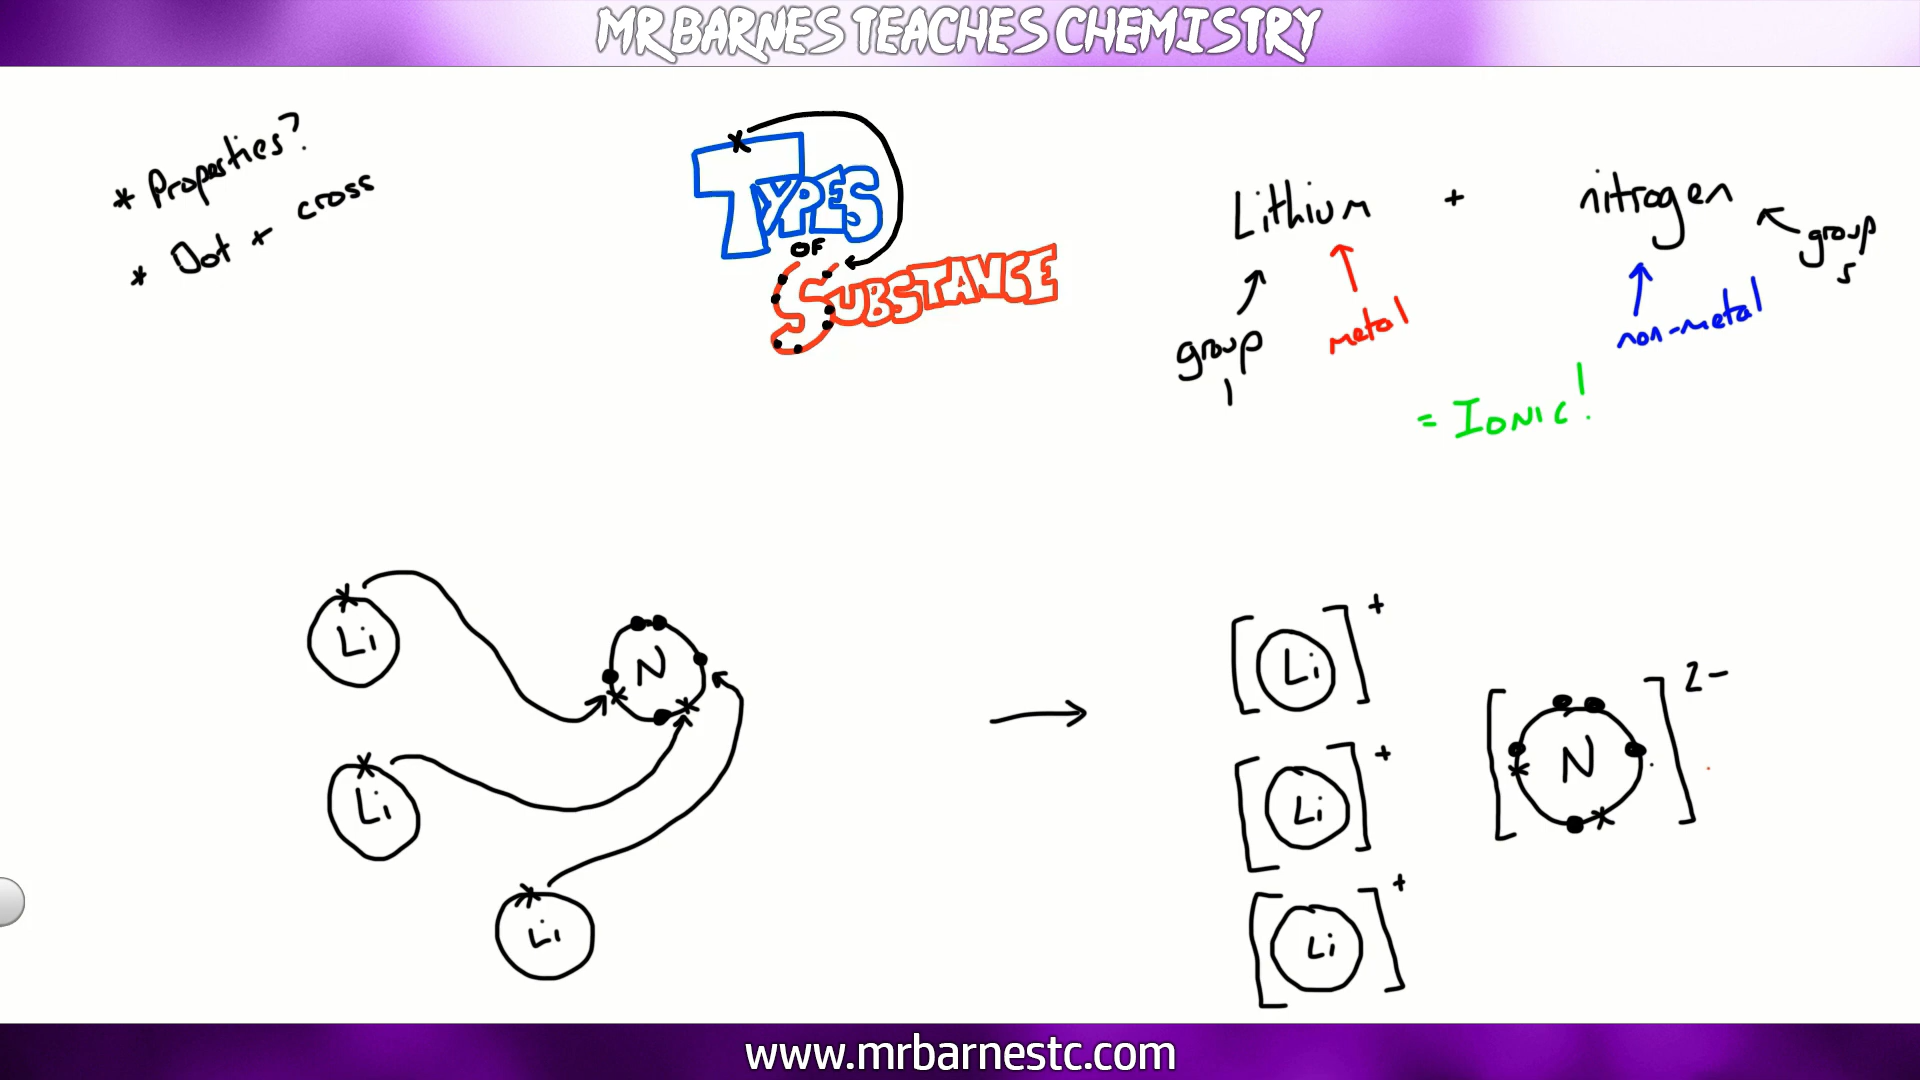 MR BARNES TEACHES CHEMISTRY
* Properties?
* Dot + cross
TYPES
OF
SUBSTANCE
Lithium + nitrogen
group
5
group
1
metal
non-metal
= IONIC!
Li
Li
Li
N
[Li]+
[Li]+
[Li]+
[N]2-
www.mrbarnestc.com